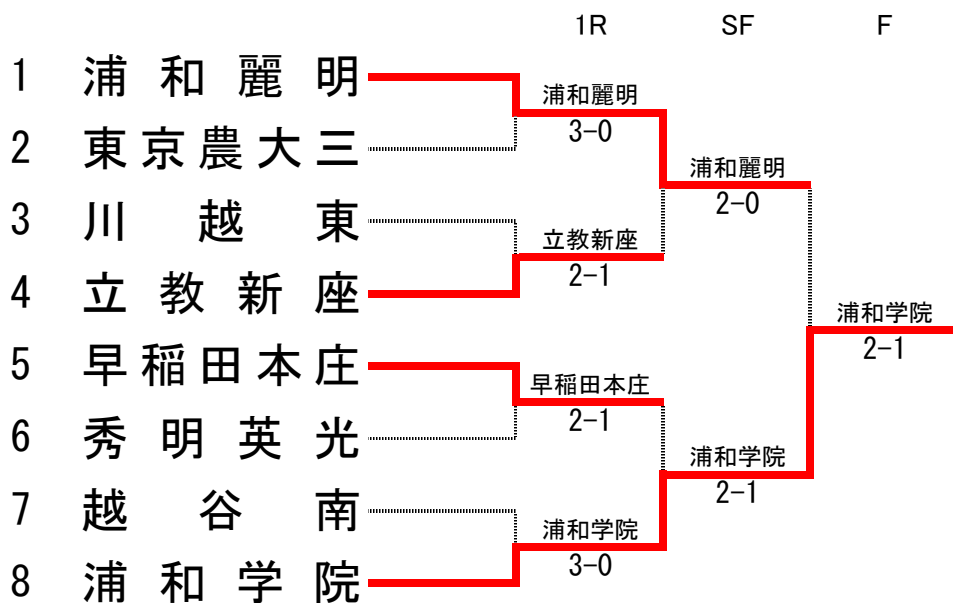 1R SF F
1 浦和麗明
浦和麗明
3-0
2 東京農大三
浦和麗明
2-0
3 川越東
立教新座
2-1
4 立教新座
浦和学院
2-1
5 早稲田本庄
早稲田本庄
2-1
6 秀明英光
浦和学院
2-1
7 越谷南
浦和学院
3-0
8 浦和学院